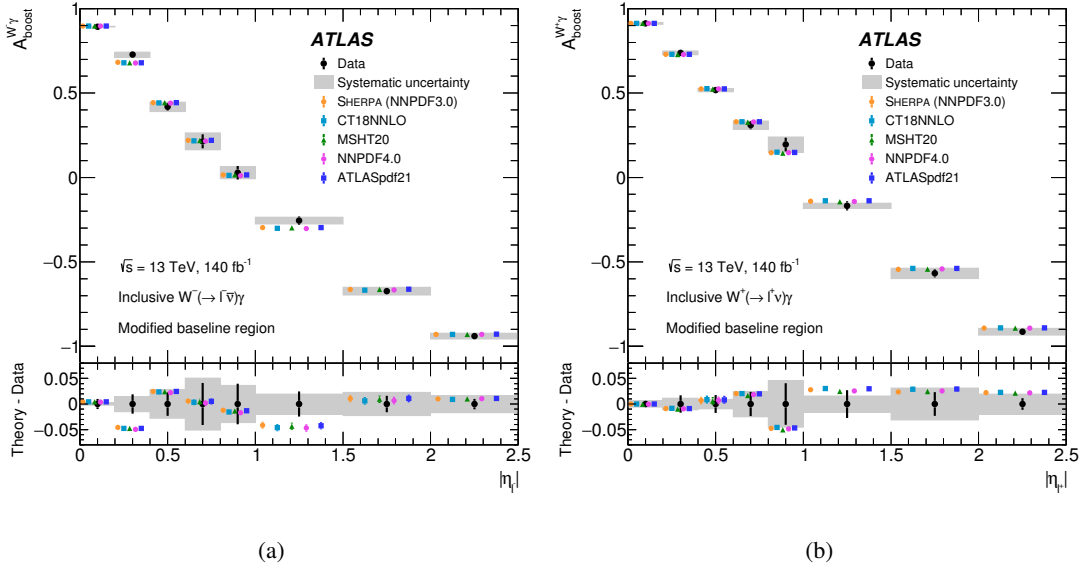 A^{W⁻γ}_{boost}
ATLAS
Data
Systematic uncertainty
SHERPA (NNPDF3.0)
CT18NNLO
MSHT20
NNPDF4.0
ATLASpdf21
1
0.5
0
−0.5
−1
√s = 13 TeV, 140 fb⁻¹
Inclusive W⁻(→ l⁻ν̅)γ
Modified baseline region
Theory - Data
0.05
0
−0.05
0 0.5 1 1.5 2 2.5
|η_{l⁻}|
(a)
A^{W⁺γ}_{boost}
ATLAS
Data
Systematic uncertainty
SHERPA (NNPDF3.0)
CT18NNLO
MSHT20
NNPDF4.0
ATLASpdf21
1
0.5
0
−0.5
−1
√s = 13 TeV, 140 fb⁻¹
Inclusive W⁺(→ l⁺ν)γ
Modified baseline region
Theory - Data
0.05
0
−0.05
0 0.5 1 1.5 2 2.5
|η_{l⁺}|
(b)